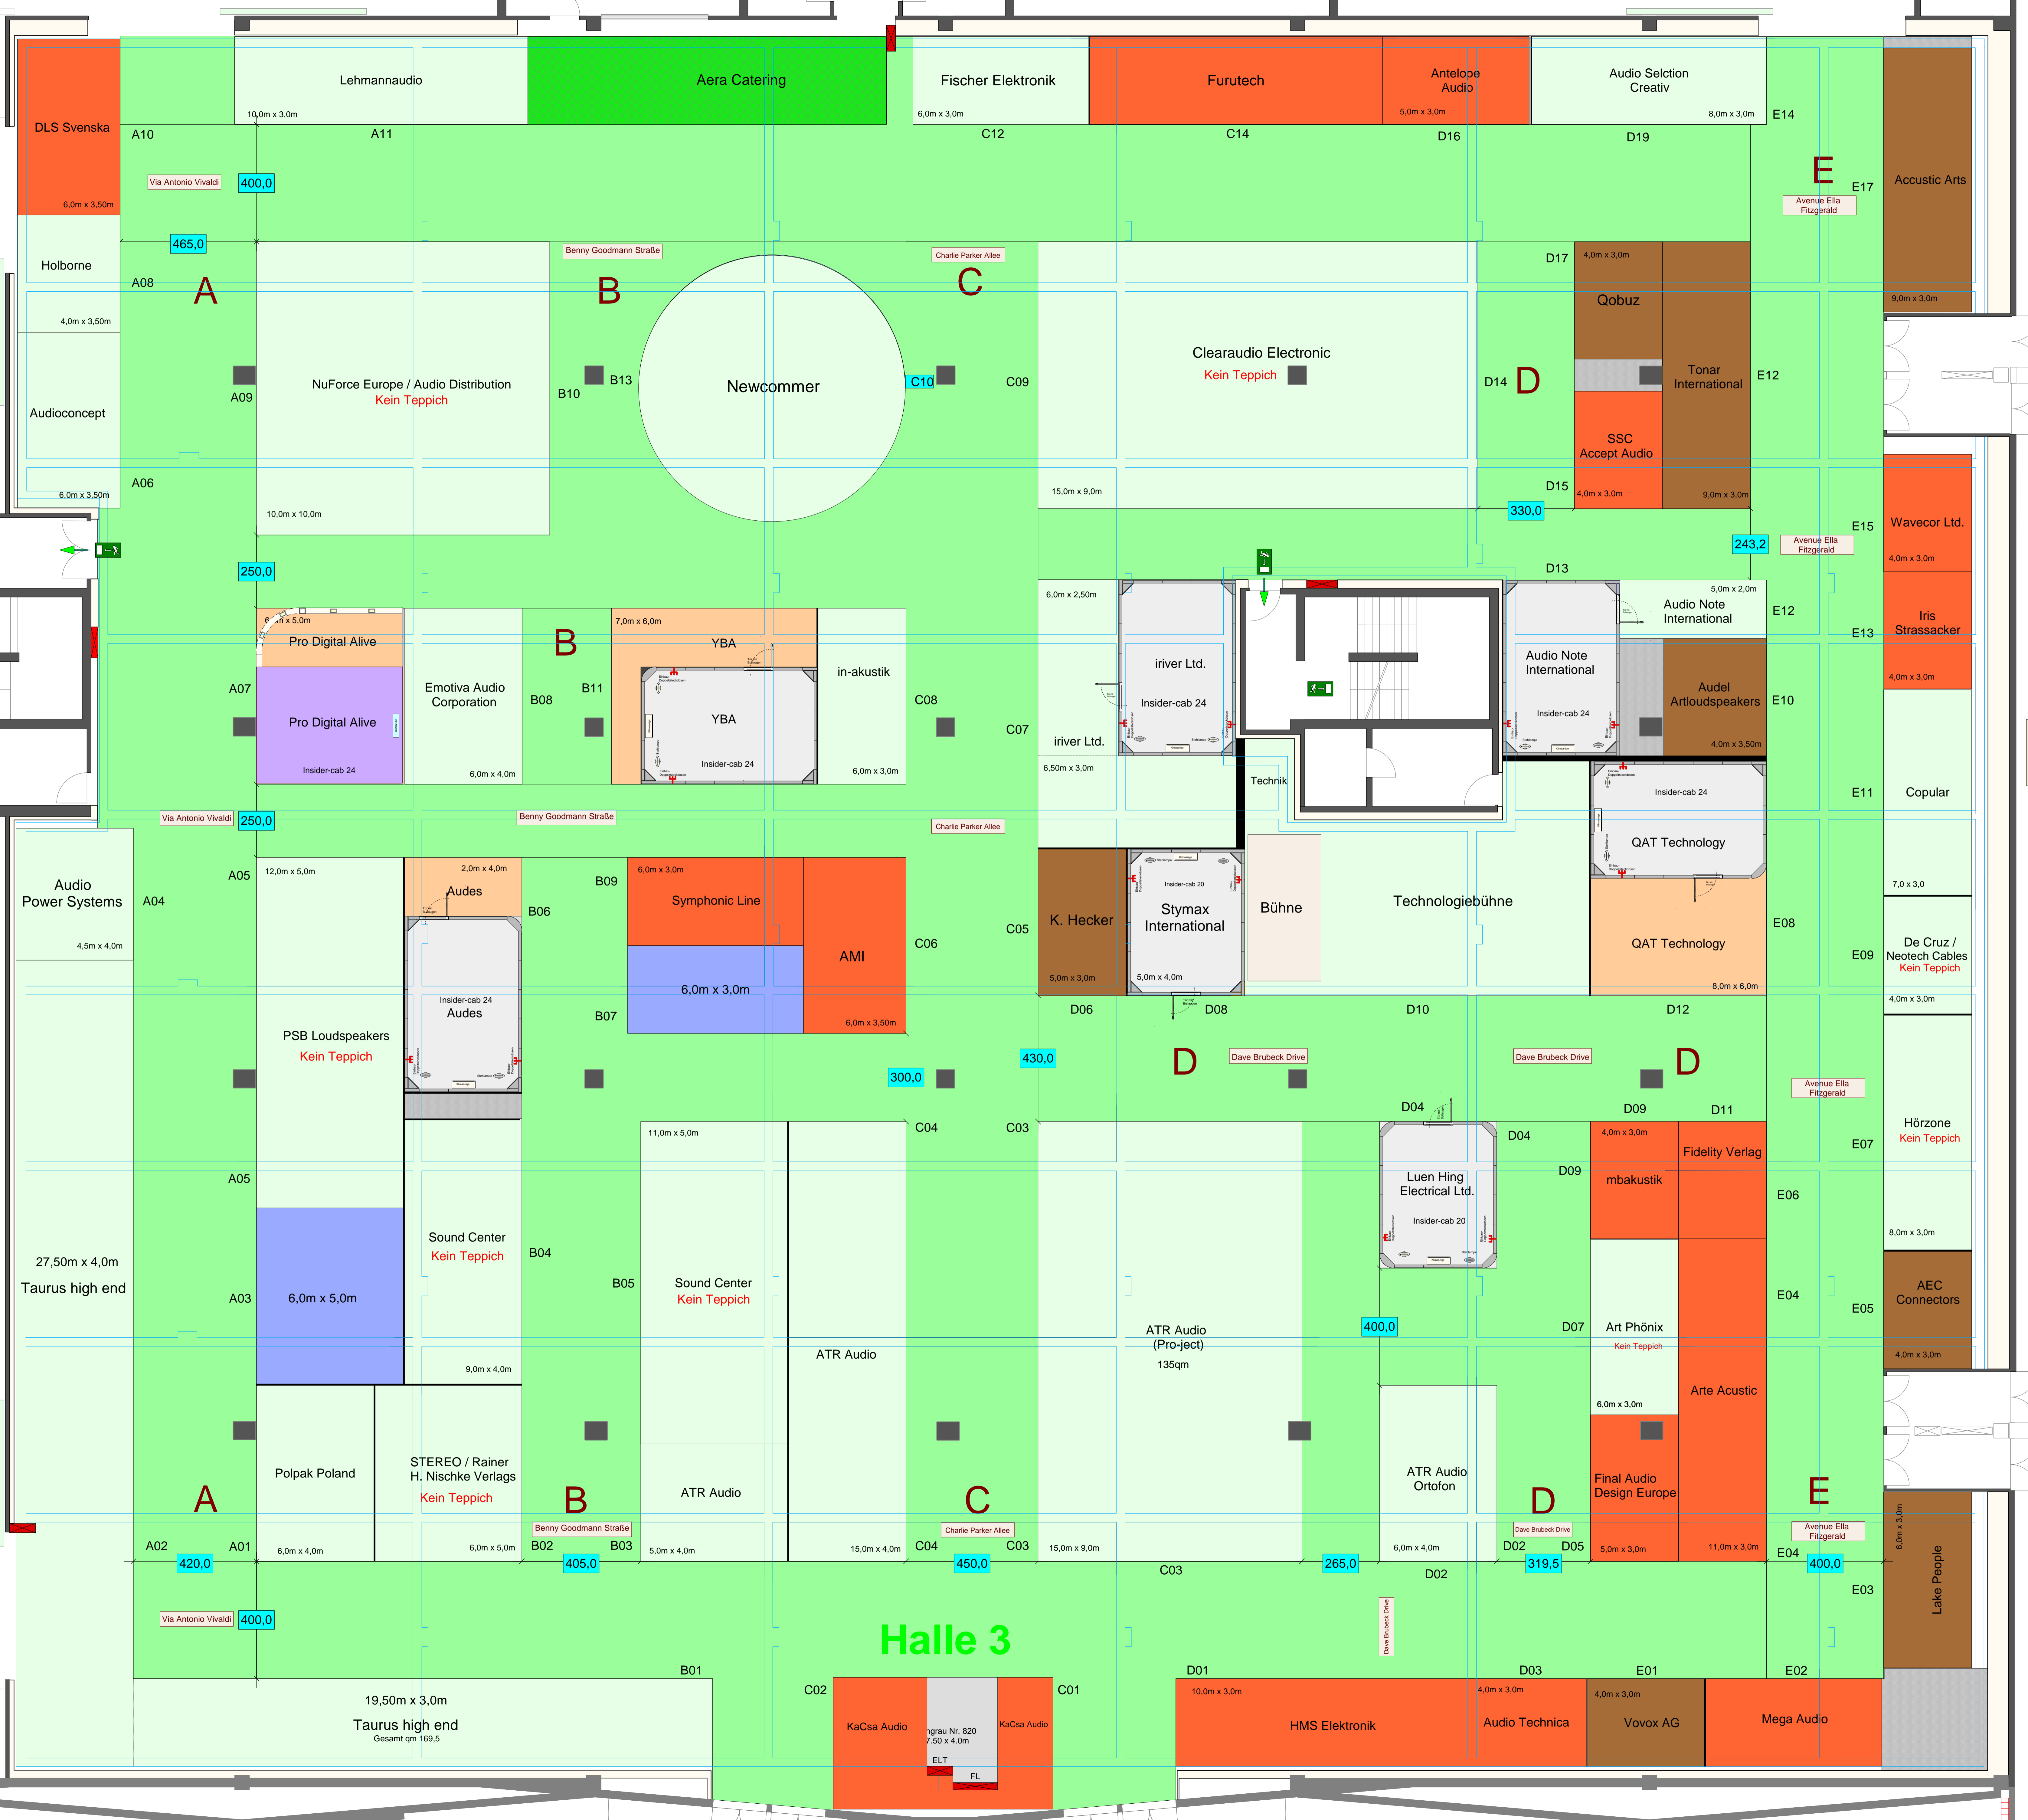 Lehmannaudio
10,0m x 3,0m
Aera Catering
Fischer Elektronik
6,0m x 3,0m
Furutech
Antelope
Audio
5,0m x 3,0m
Audio Selction
Creativ
8,0m x 3,0m
DLS Svenska
6,0m x 3,50m
A10
A11
C12
C14
D16
D19
E14
Via Antonio Vivaldi
400,0
E
E17
Avenue Ella
Fitzgerald
Accustic Arts
9,0m x 3,0m
465,0
Holborne
A08
4,0m x 3,50m
A
Benny Goodmann Straße
B
Charlie Parker Allee
C
D17
4,0m x 3,0m
Qobuz
Audioconcept
A06
6,0m x 3,50m
A09
NuForce Europe / Audio Distribution
Kein Teppich
10,0m x 10,0m
B10
B13
Newcommer
C10
C09
Clearaudio Electronic
Kein Teppich
15,0m x 9,0m
D14
D
Tonar
International
E12
SSC
Accept Audio
D15
4,0m x 3,0m
9,0m x 3,0m
330,0
243,2
Avenue Ella
Fitzgerald
E15
Wavecor Ltd.
4,0m x 3,0m
250,0
D13
6,0m x 5,0m
Pro Digital Alive
A07
Pro Digital Alive
Insider-cab 24
Emotiva Audio
Corporation
6,0m x 4,0m
B
B08
B11
7,0m x 6,0m
YBA
YBA
Insider-cab 24
in-akustik
6,0m x 3,0m
C08
C07
6,0m x 2,50m
iriver Ltd.
Insider-cab 24
iriver Ltd.
6,50m x 3,0m
Technik
Audio Note
International
Insider-cab 24
5,0m x 2,0m
Audio Note
International
Audel
Artloudspeakers
4,0m x 3,50m
E12
E13
E10
Iris
Strassacker
4,0m x 3,0m
E11
Copular
7,0 x 3,0
Via Antonio Vivaldi
250,0
Benny Goodmann Straße
Charlie Parker Allee
Insider-cab 24
QAT Technology
QAT Technology
8,0m x 6,0m
Audio
Power Systems
4,5m x 4,0m
A04
A05
12,0m x 5,0m
PSB Loudspeakers
Kein Teppich
2,0m x 4,0m
Audes
Insider-cab 24
Audes
B06
B09
6,0m x 3,0m
Symphonic Line
6,0m x 3,0m
B07
AMI
6,0m x 3,50m
C06
C05
K. Hecker
5,0m x 3,0m
Insider-cab 20
Stymax
International
5,0m x 4,0m
Bühne
Technologiebühne
E08
E09
De Cruz /
Neotech Cables
Kein Teppich
4,0m x 3,0m
D06
D08
D10
D12
300,0
430,0
D
Dave Brubeck Drive
Dave Brubeck Drive
D
Avenue Ella
Fitzgerald
Hörzone
Kein Teppich
8,0m x 3,0m
E07
A05
A03
6,0m x 5,0m
Sound Center
Kein Teppich
9,0m x 4,0m
B04
B05
11,0m x 5,0m
Sound Center
Kein Teppich
ATR Audio
C04
C03
ATR Audio
(Pro-ject)
135qm
D04
D04
Luen Hing
Electrical Ltd.
Insider-cab 20
400,0
D09
D11
D09
4,0m x 3,0m
mbakustik
Fidelity Verlag
E06
D07
Art Phönix
Kein Teppich
6,0m x 3,0m
E04
E05
AEC
Connectors
4,0m x 3,0m
Arte Acustic
11,0m x 3,0m
27,50m x 4,0m
Taurus high end
A
Polpak Poland
6,0m x 4,0m
STEREO / Rainer
H. Nischke Verlags
Kein Teppich
6,0m x 5,0m
B
Benny Goodmann Straße
ATR Audio
5,0m x 4,0m
15,0m x 4,0m
C
Charlie Parker Allee
15,0m x 9,0m
ATR Audio
Ortofon
6,0m x 4,0m
D
Dave Brubeck Drive
Final Audio
Design Europe
5,0m x 3,0m
E
Avenue Ella
Fitzgerald
6,0m x 3,0m
Lake People
A02
A01
420,0
B02
B03
405,0
C04
C03
450,0
C03
265,0
D02
D02
D05
319,5
E04
400,0
E03
Via Antonio Vivaldi
400,0
Halle 3
Dave Brubeck Drive
B01
19,50m x 3,0m
Taurus high end
Gesamt qm 169,5
C02
KaCsa Audio
ngrau Nr. 820
7.50 x 4.0m
ELT
FL
KaCsa Audio
C01
D01
10,0m x 3,0m
HMS Elektronik
D03
4,0m x 3,0m
Audio Technica
E01
4,0m x 3,0m
Vovox AG
E02
Mega Audio